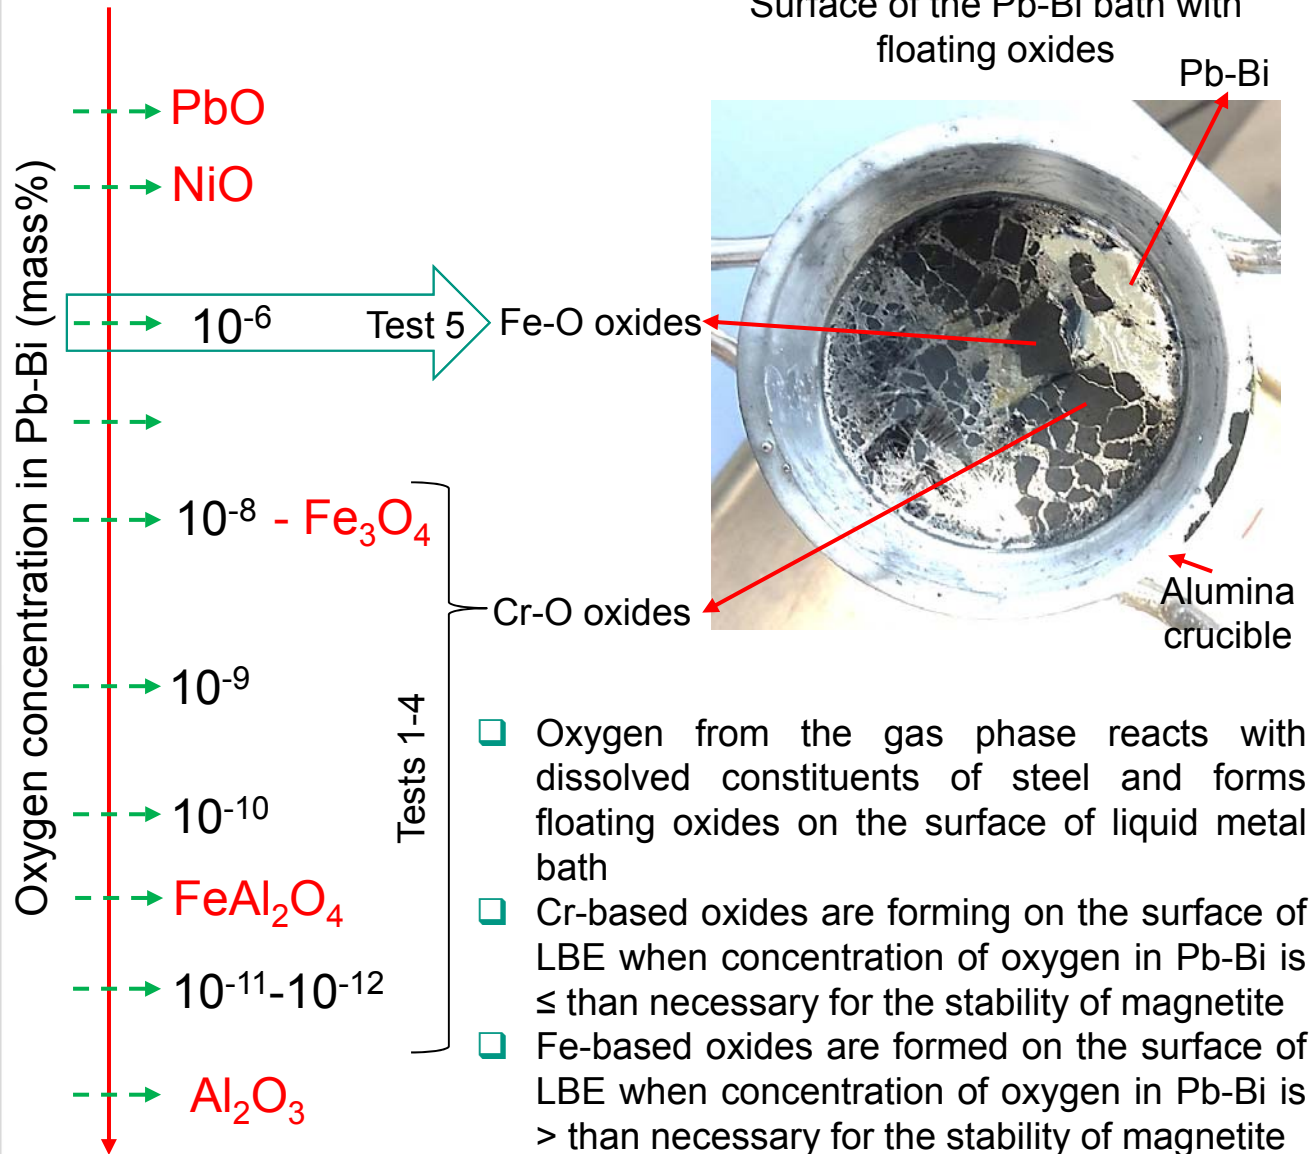 Surface of the Pb-Bi bath with
floating oxides
Pb-Bi
Oxygen concentration in Pb-Bi (mass%)
PbO
NiO
10⁻⁶
Test 5
Fe-O oxides
10⁻⁸ - Fe₃O₄
Cr-O oxides
Alumina
crucible
10⁻⁹
Tests 1-4
10⁻¹⁰
FeAl₂O₄
10⁻¹¹-10⁻¹²
Al₂O₃
❑ Oxygen from the gas phase reacts with
dissolved constituents of steel and forms
floating oxides on the surface of liquid metal
bath
❑ Cr-based oxides are forming on the surface of
LBE when concentration of oxygen in Pb-Bi is
≤ than necessary for the stability of magnetite
❑ Fe-based oxides are formed on the surface of
LBE when concentration of oxygen in Pb-Bi is
> than necessary for the stability of magnetite